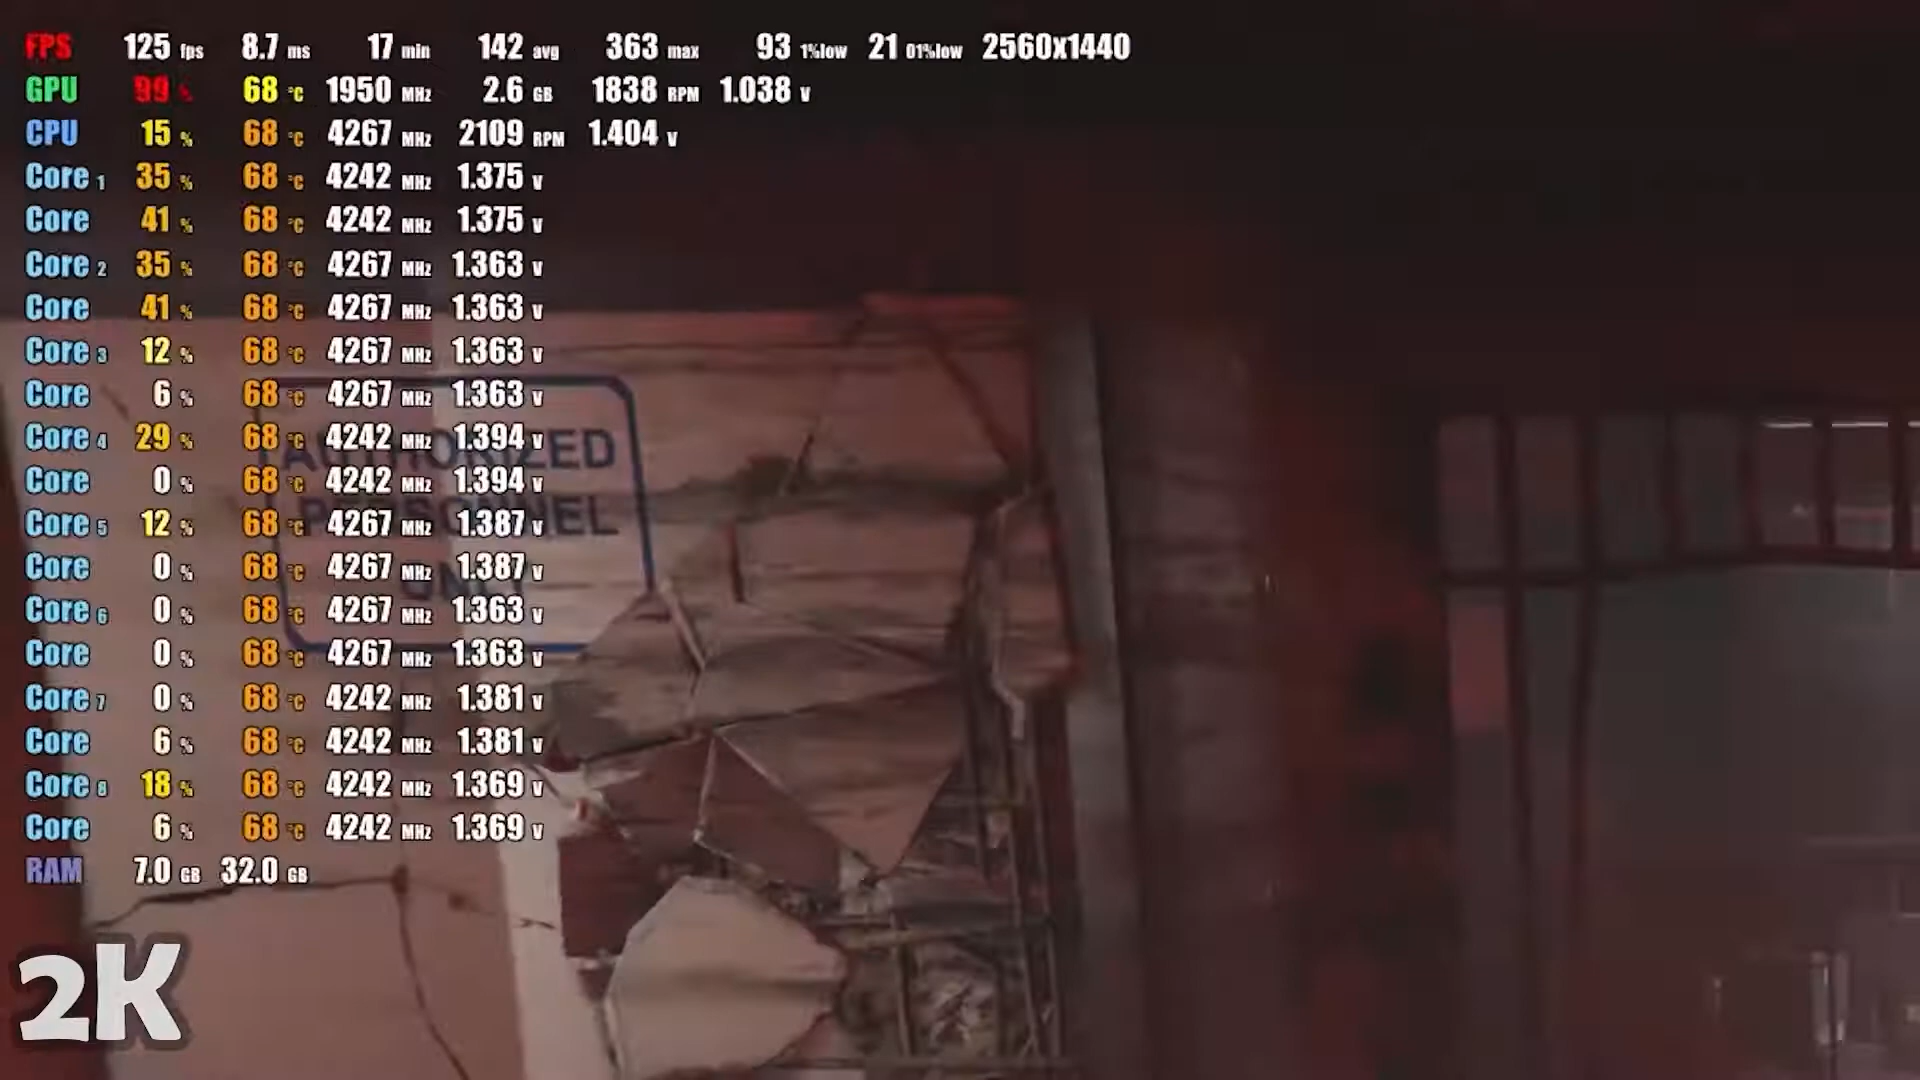 FPS 125 fps 8.7 ms 17 min 142 avg 363 max 93 1%low 21 01%low 2560x1440
GPU 99 % 68 °C 1950 MHz 2.6 GB 1838 RPM 1.038 V
CPU 15 % 68 °C 4267 MHz 2109 RPM 1.404 V
Core 1 35 % 68 °C 4242 MHz 1.375 V
Core 41 % 68 °C 4242 MHz 1.375 V
Core 2 35 % 68 °C 4267 MHz 1.363 V
Core 41 % 68 °C 4267 MHz 1.363 V
Core 3 12 % 68 °C 4267 MHz 1.363 V
Core 6 % 68 °C 4267 MHz 1.363 V
Core 4 29 % 68 °C 4242 MHz 1.394 V
Core 0 % 68 °C 4242 MHz 1.394 V
Core 5 12 % 68 °C 4267 MHz 1.387 V
Core 0 % 68 °C 4267 MHz 1.387 V
Core 6 0 % 68 °C 4267 MHz 1.363 V
Core 0 % 68 °C 4267 MHz 1.363 V
Core 7 0 % 68 °C 4242 MHz 1.381 V
Core 6 % 68 °C 4242 MHz 1.381 V
Core 8 18 % 68 °C 4242 MHz 1.369 V
Core 6 % 68 °C 4242 MHz 1.369 V
RAM 7.0 GB 32.0 GB
AUTHORIZED
PERSONNEL
ONLY
2K